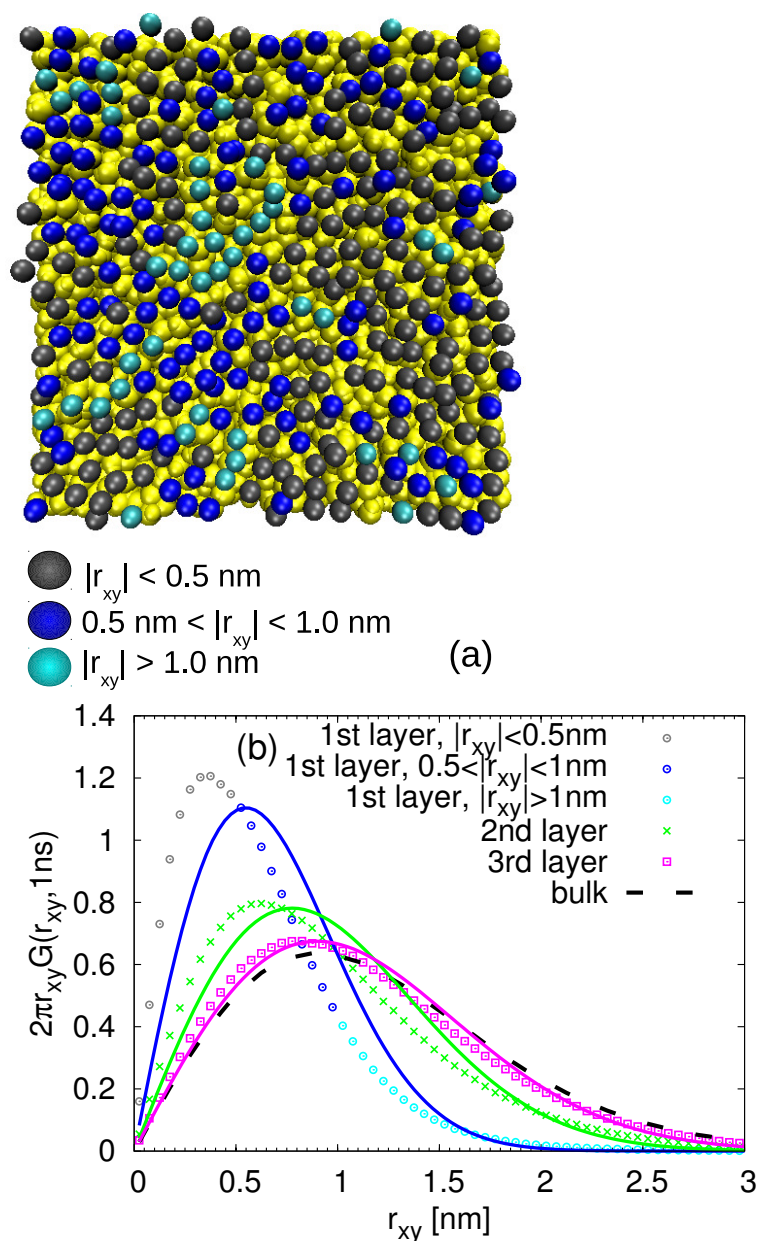 |r_xy| < 0.5 nm
0.5 nm < |r_xy| < 1.0 nm
|r_xy| > 1.0 nm
(a)
(b)
1st layer, |r_xy|<0.5nm
1st layer, 0.5<|r_xy|<1nm
1st layer, |r_xy|>1nm
2nd layer
3rd layer
bulk
2πr_xyG(r_xy,1ns)
1.4
1.2
1
0.8
0.6
0.4
0.2
0
0 0.5 1 1.5 2 2.5 3
r_xy [nm]